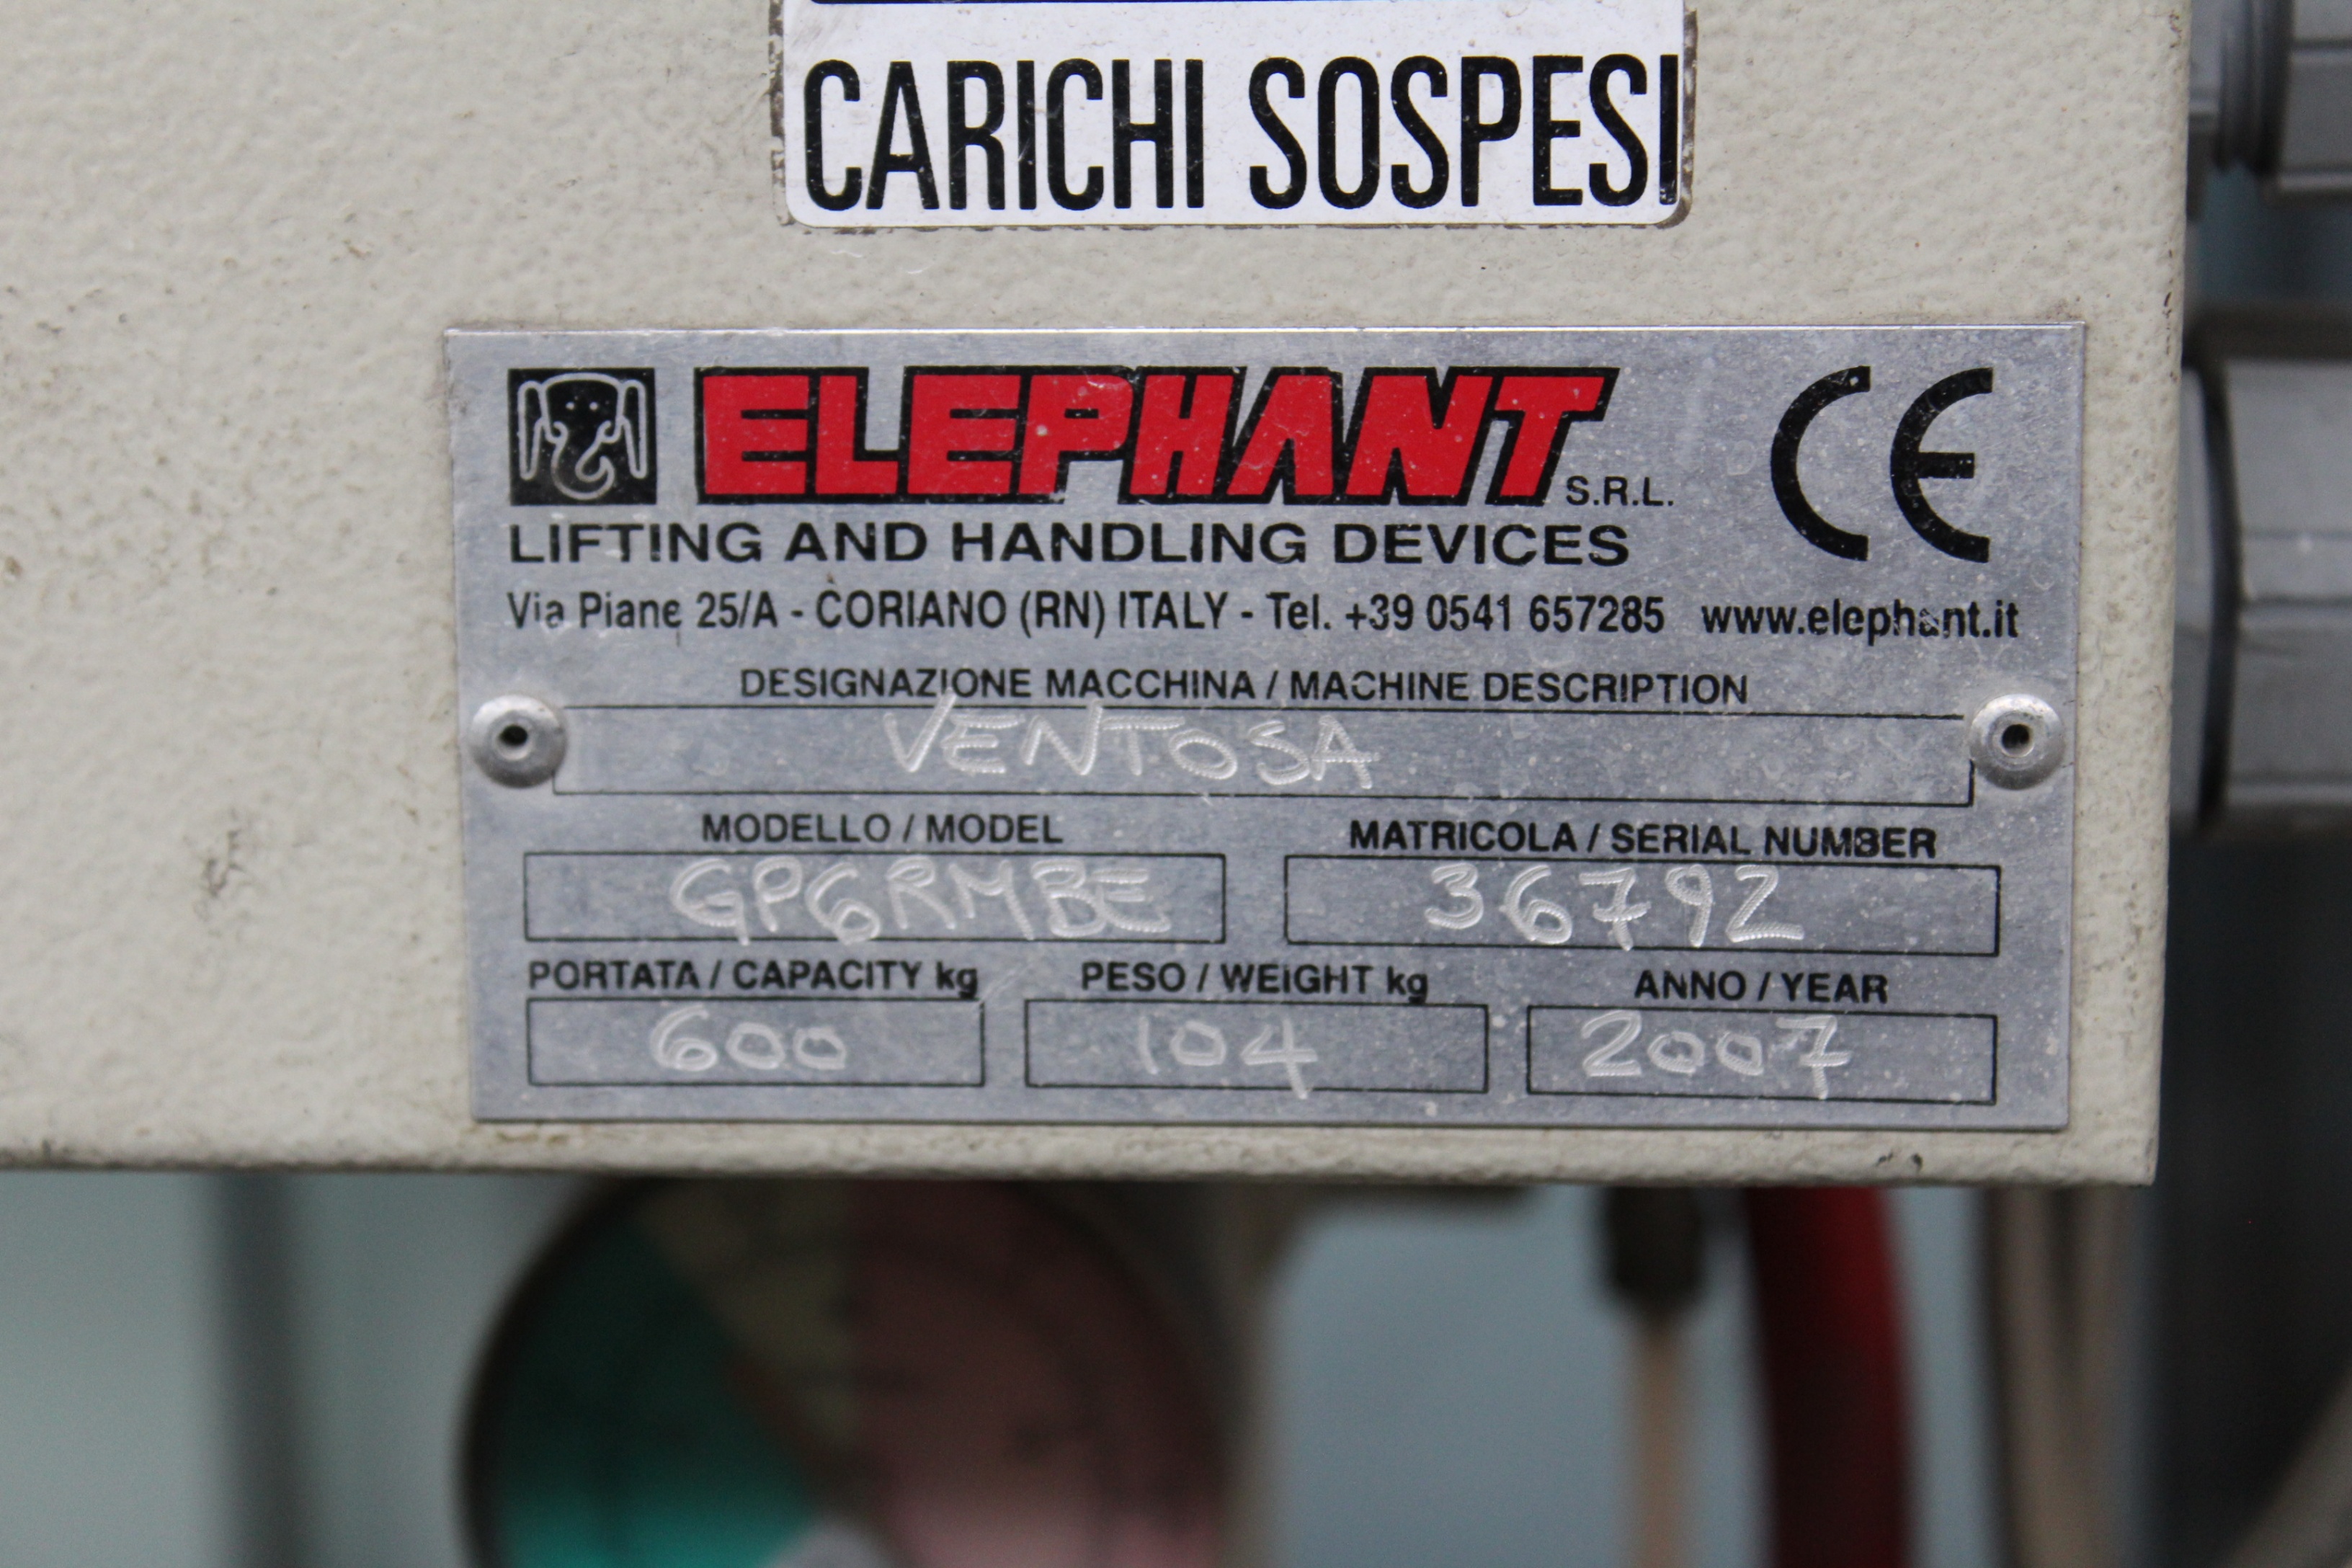 CARICHI SOSPESI
ELEPHANT S.R.L. CE
LIFTING AND HANDLING DEVICES
Via Piane 25/A - CORIANO (RN) ITALY - Tel. +39 0541 657285 www.elephant.it
DESIGNAZIONE MACCHINA / MACHINE DESCRIPTION
VENTOSA
MODELLO / MODEL MATRICOLA / SERIAL NUMBER
GP6RMBE 36792
PORTATA / CAPACITY kg PESO / WEIGHT kg ANNO / YEAR
600 104 2007